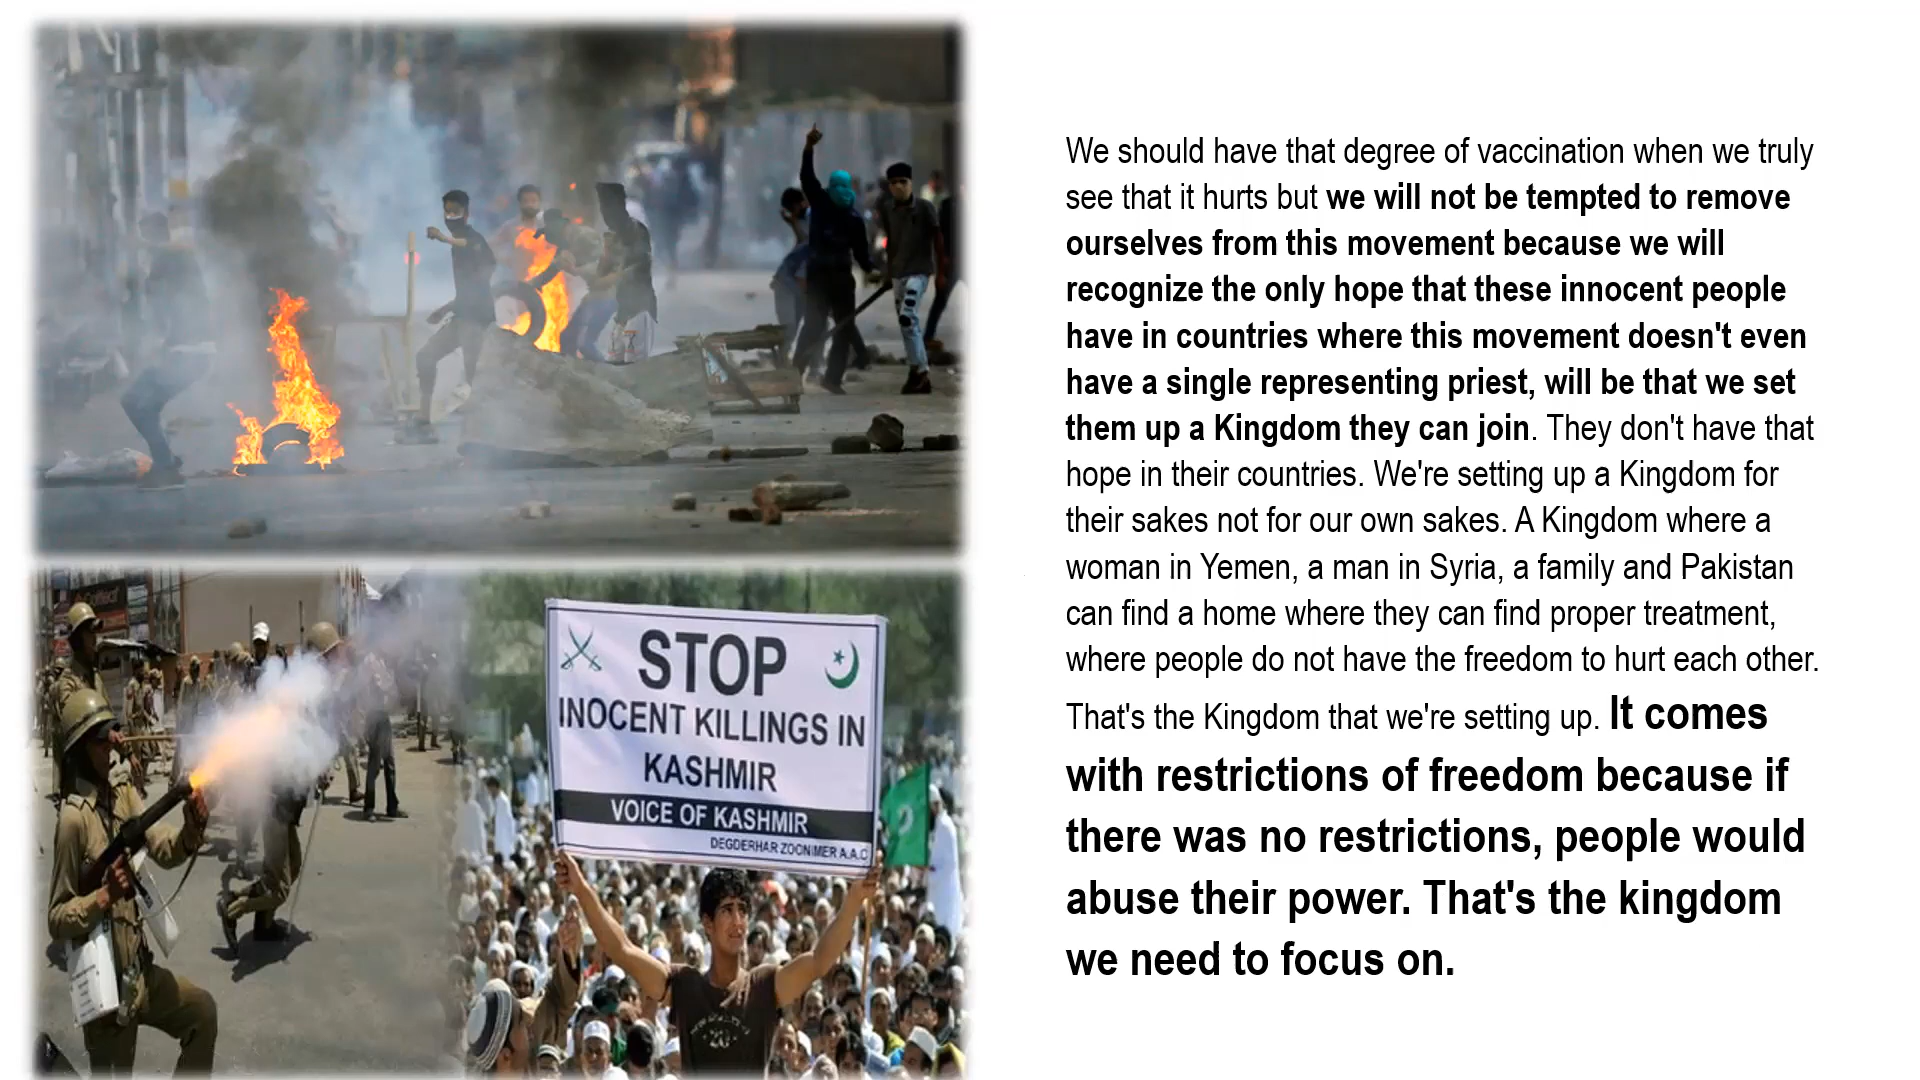 STOP
INOCENT KILLINGS IN
KASHMIR
VOICE OF KASHMIR
DEGDERHAR ZOONIMER A.A.C
We should have that degree of vaccination when we truly
see that it hurts but we will not be tempted to remove
ourselves from this movement because we will
recognize the only hope that these innocent people
have in countries where this movement doesn't even
have a single representing priest, will be that we set
them up a Kingdom they can join. They don't have that
hope in their countries. We're setting up a Kingdom for
their sakes not for our own sakes. A Kingdom where a
woman in Yemen, a man in Syria, a family and Pakistan
can find a home where they can find proper treatment,
where people do not have the freedom to hurt each other.
That's the Kingdom that we're setting up. It comes
with restrictions of freedom because if
there was no restrictions, people would
abuse their power. That's the kingdom
we need to focus on.